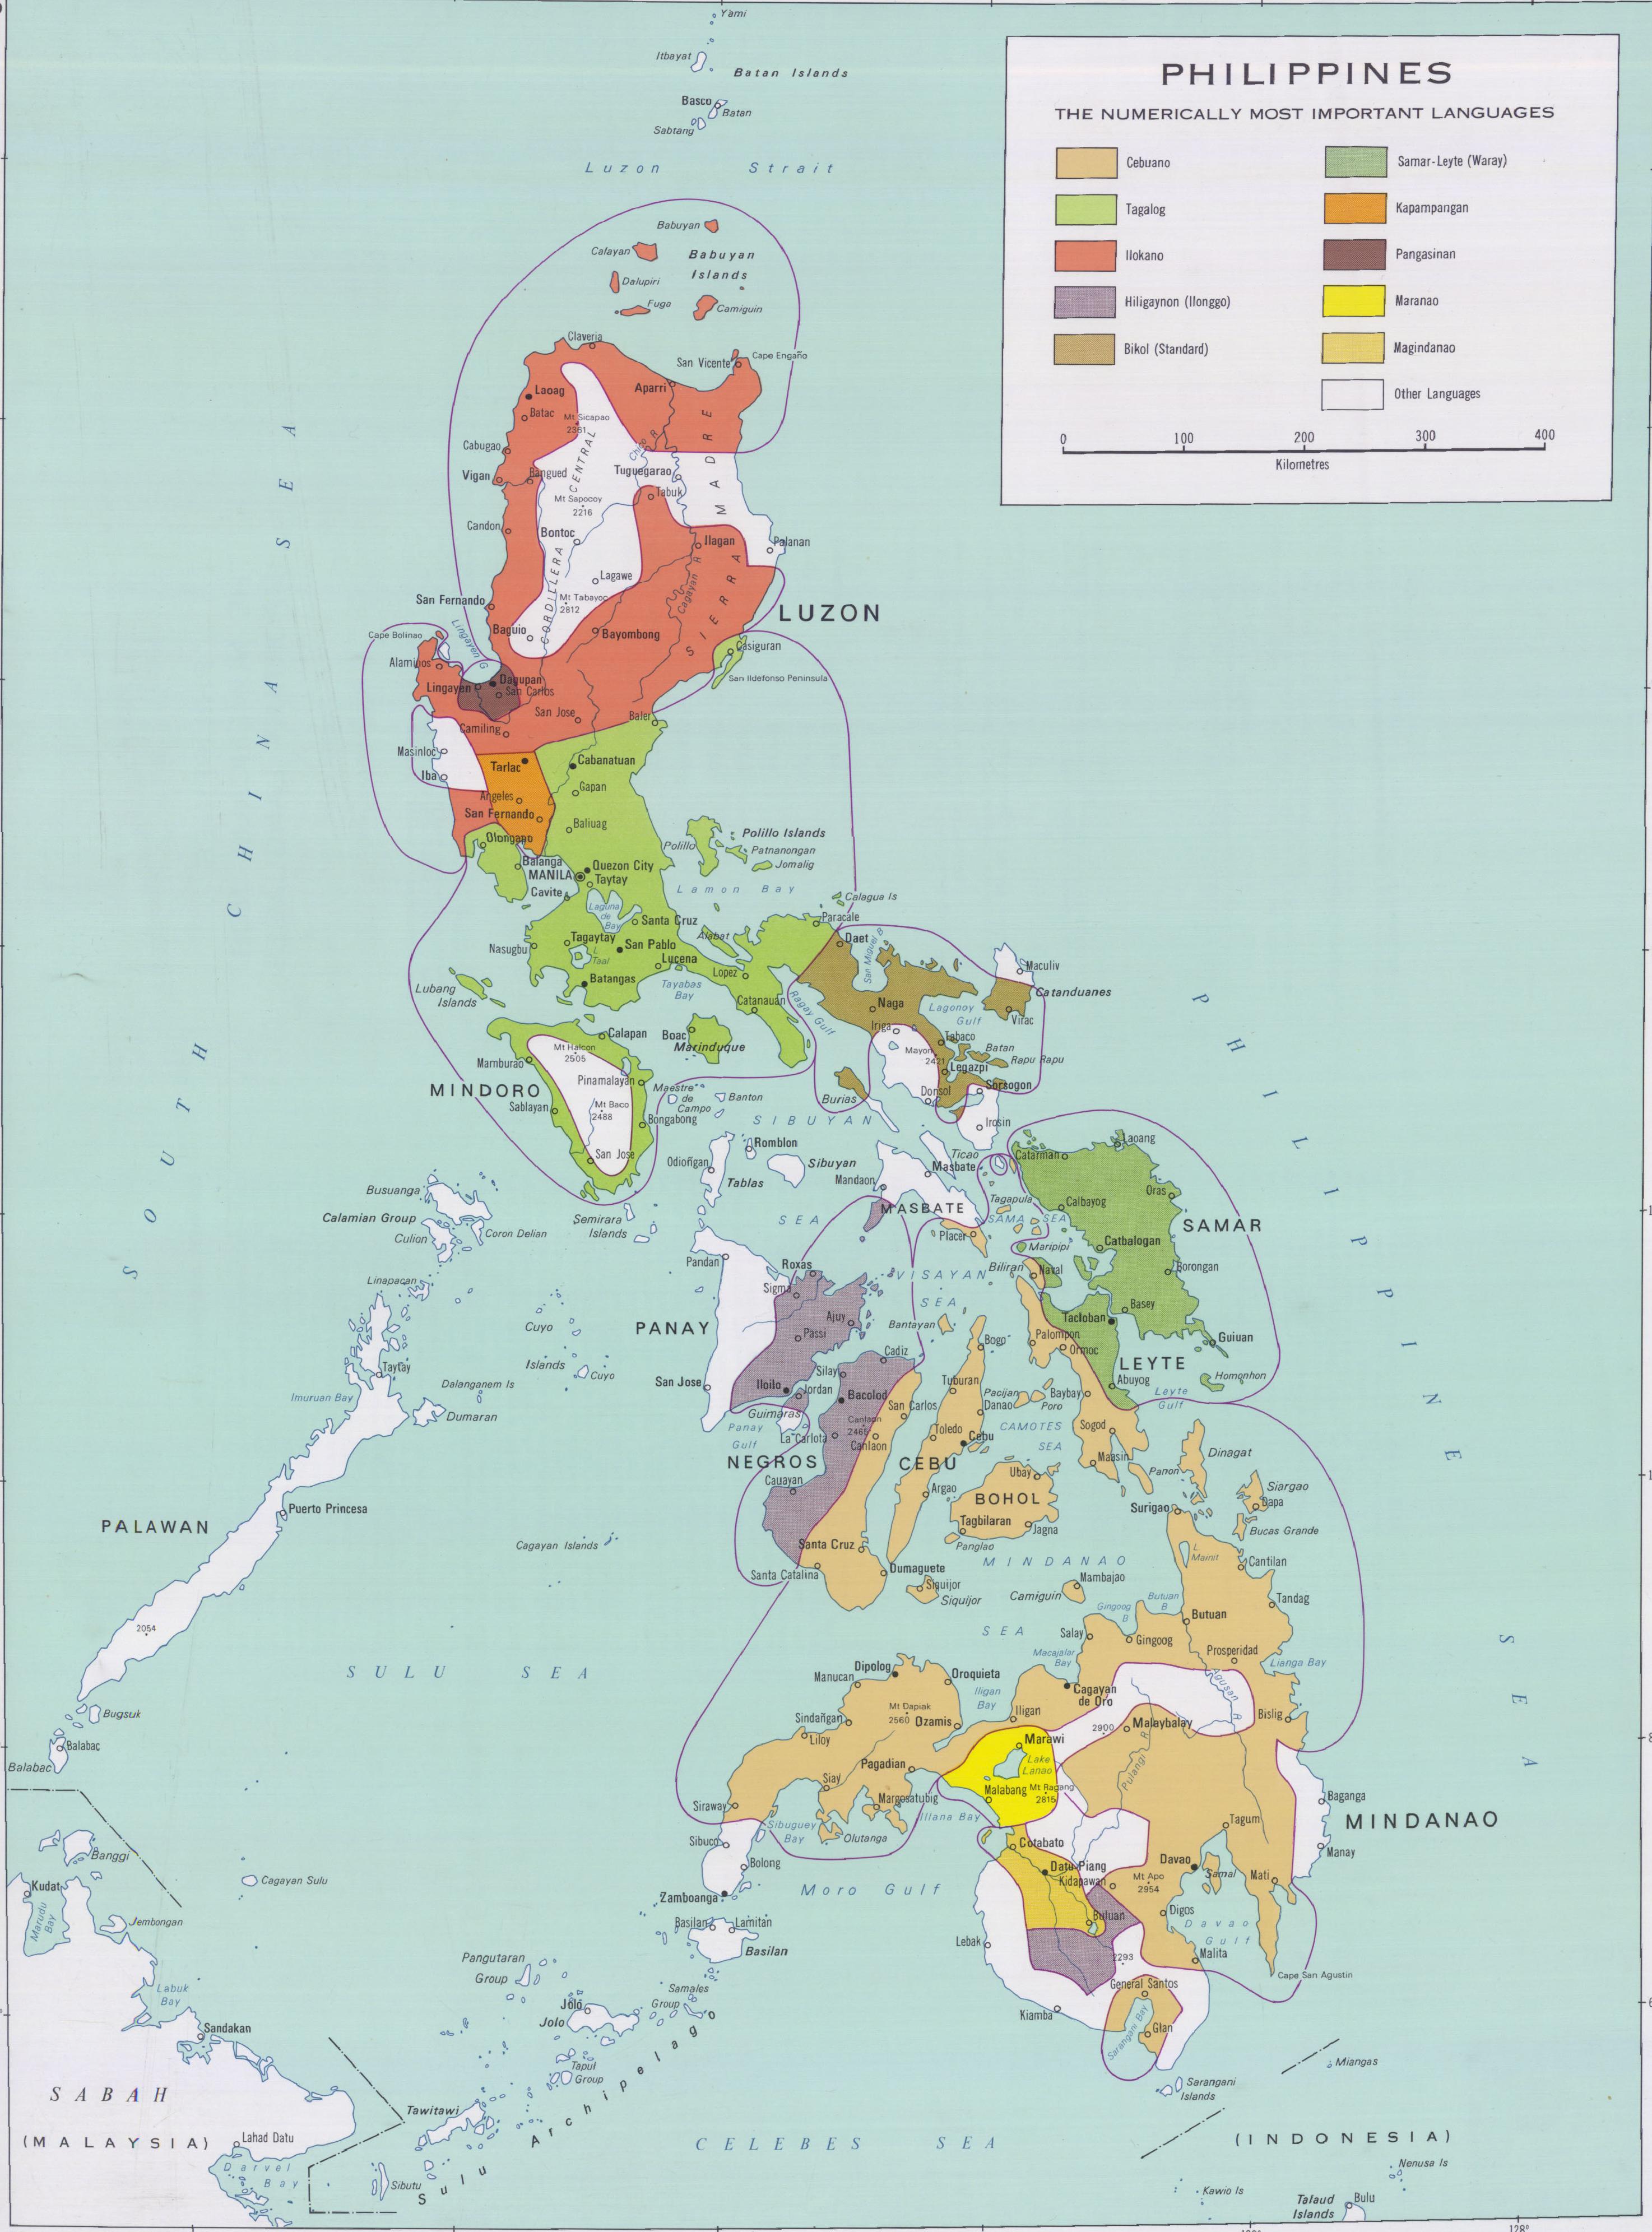 PHILIPPINES
THE NUMERICALLY MOST IMPORTANT LANGUAGES
Cebuano
Tagalog
Ilokano
Hiligaynon (Ilonggo)
Bikol (Standard)
Samar-Leyte (Waray)
Kapampangan
Pangasinan
Maranao
Magindanao
Other Languages
0 100 200 300 400
Kilometres
Yami
Itbayat
Batan Islands
Basco
Batan
Sabtang
Luzon Strait
Babuyan
Calayan
Babuyan
Islands
Dalupiri
Fuga
Camiguin
Claveria
San Vicente
Cape Engaño
Laoag
Aparri
Batac
Mt Sicapao
2361
Cabugao
Chico R
Vigan
Bangued
Tuguegarao
Tabuk
Mt Sapocoy
2216
Candon
Bontoc
Ilagan
Palanan
Lagawe
Cagayan R
CORDILLERA CENTRAL
SIERRA MADRE
Mt Tabayoc
2812
San Fernando
LUZON
Baguio
Bayombong
Cape Bolinao
Lingayen G
Casiguran
Alaminos
San Ildefonso Peninsula
Lingayen
Dagupan
San Carlos
San Jose
Baler
Camiling
Masinloc
Tarlac
Cabanatuan
Iba
Angeles
Gapan
San Fernando
Baliuag
Olongapo
Polillo Islands
Polillo
Patnanongan
Jomalig
Balanga
Quezon City
MANILA
Taytay
Cavite
Lamon Bay
Laguna
de
Bay
Calagua Is
Santa Cruz
Paracale
Alabat
Daet
Nasugbu
Tagaytay
L
Taal
San Pablo
San Miguel B
Lucena
Lopez
Maculiv
Batangas
Lubang
Islands
Tayabas
Bay
Catanauan
Ragay Gulf
Naga
Lagonoy
Gulf
Catanduanes
Virac
Calapan
Boac
Marinduque
Iriga
Tabaco
Mt Halcon
2505
Mayon
2421
Batan
Rapu Rapu
Mamburao
Legazpi
MINDORO
Pinamalayan
Maestre
de
Campo
Banton
Burias
Donsol
Sorsogon
Sablayan
Mt Baco
2488
Bongabong
SIBUYAN
SEA
Irosin
San Jose
Romblon
Odioñgan
Sibuyan
Tablas
Mandaon
Ticao
Masbate
MASBATE
Catarman
Laoang
Busuanga
Calamian Group
Culion
Coron Delian
Semirara
Islands
Tagapula
Calbayog
Oras
SAMAR
SAMA SEA
Placer
Maripipi
Catbalogan
Linapacan
Pandan
Roxas
VISAYAN
SEA
Biliran
Naval
Borongan
Sigma
Cuyo
Islands
Cuyo
PANAY
Ajuy
Bantayan
Basey
Tacloban
Passi
Bogo
Palompon
Ormoc
Guiuan
Taytay
Cadiz
LEYTE
Homonhon
Imuruan Bay
Dalanganem Is
San Jose
Silay
Iloilo
Jordan
Bacolod
Tuburan
Pacijan
Danao
Poro
Baybay
Abuyog
Leyte
Gulf
Dumaran
Guimaras
San Carlos
Panay
Gulf
La Carlota
Canlaon
2465
Canlaon
Toledo
Cebu
CAMOTES
SEA
Sogod
NEGROS
CEBU
Maasin
Dinagat
Panon
Cauayan
Ubay
Siargao
Dapa
Argao
BOHOL
Surigao
Puerto Princesa
PALAWAN
Tagbilaran
Jagna
Bucas Grande
Cagayan Islands
Santa Cruz
Panglao
L
Mainit
Cantilan
Santa Catalina
Dumaguete
MINDANAO
SEA
Mambajao
Camiguin
Siquijor
Siquijor
Butuan
B
Tandag
Gingoog
B
Butuan
2054
Salay
Gingoog
Prosperidad
SULU SEA
Macajalar
Bay
Lianga Bay
Dipolog
Oroquieta
Manucan
Cagayan
de Oro
Agusan R
Bugsuk
Iligan
Bay
Mt Dapiak
2560
Iligan
Bislig
Sindañgan
Ozamis
2900
Malaybalay
Balabac
Balabac
Liloy
Marawi
Pulangi R
Lake
Lanao
Pagadian
Siay
Malabang
Mt Ragang
2815
Baganga
MINDANAO
Siraway
Margosatubig
Illana Bay
Tagum
Sibuguey
Bay
Olutanga
Sibuco
Cotabato
Manay
Banggi
Bolong
Datu Piang
Davao
Samal
Mati
Kidapawan
Mt Apo
2954
Cagayan Sulu
Kudat
Zamboanga
Moro Gulf
Marudu
Bay
Jembongan
Basilan
Lamitan
Basilan
Buluan
Digos
Davao
Gulf
Lebak
Malita
2293
Pangutaran
Group
Cape San Agustin
Labuk
Bay
Samales
Group
General Santos
Jolo
Jolo
Kiamba
Sandakan
Sarangani Bay
Glan
Tapul
Group
Miangas
SABAH
(MALAYSIA)
Sarangani
Islands
Tawitawi
Sulu Archipelago
Lahad Datu
CELEBES SEA
(INDONESIA)
Darvel
Bay
Sibutu
Nenusa Is
Kawio Is
Talaud
Islands
Bulu
SOUTH CHINA SEA
PHILIPPINE SEA
128°